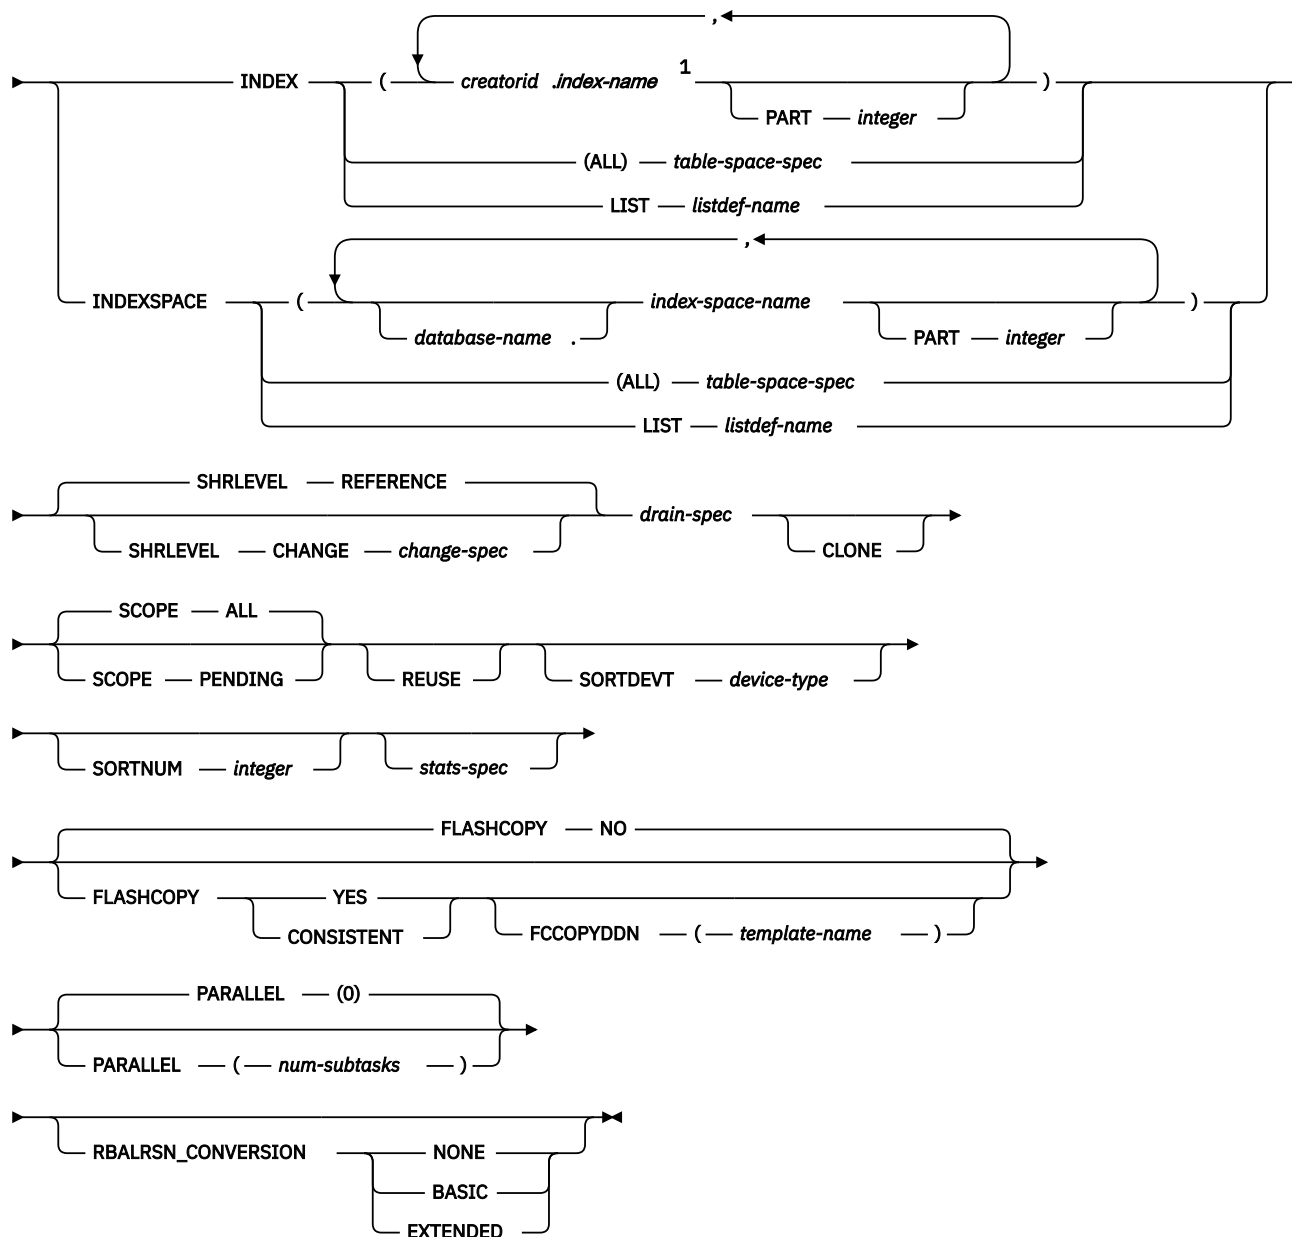 ,
INDEX ( creatorid .index-name 1 )
PART integer
(ALL) table-space-spec
LIST listdef-name
,
INDEXSPACE ( index-space-name )
database-name . PART integer
(ALL) table-space-spec
LIST listdef-name
SHRLEVEL REFERENCE
drain-spec
SHRLEVEL CHANGE change-spec CLONE
SCOPE ALL
SCOPE PENDING REUSE SORTDEVT device-type
SORTNUM integer stats-spec
FLASHCOPY NO
FLASHCOPY YES
CONSISTENT FCCOPYDDN ( template-name )
PARALLEL (0)
PARALLEL ( num-subtasks )
RBALRSN_CONVERSION NONE
BASIC
EXTENDED